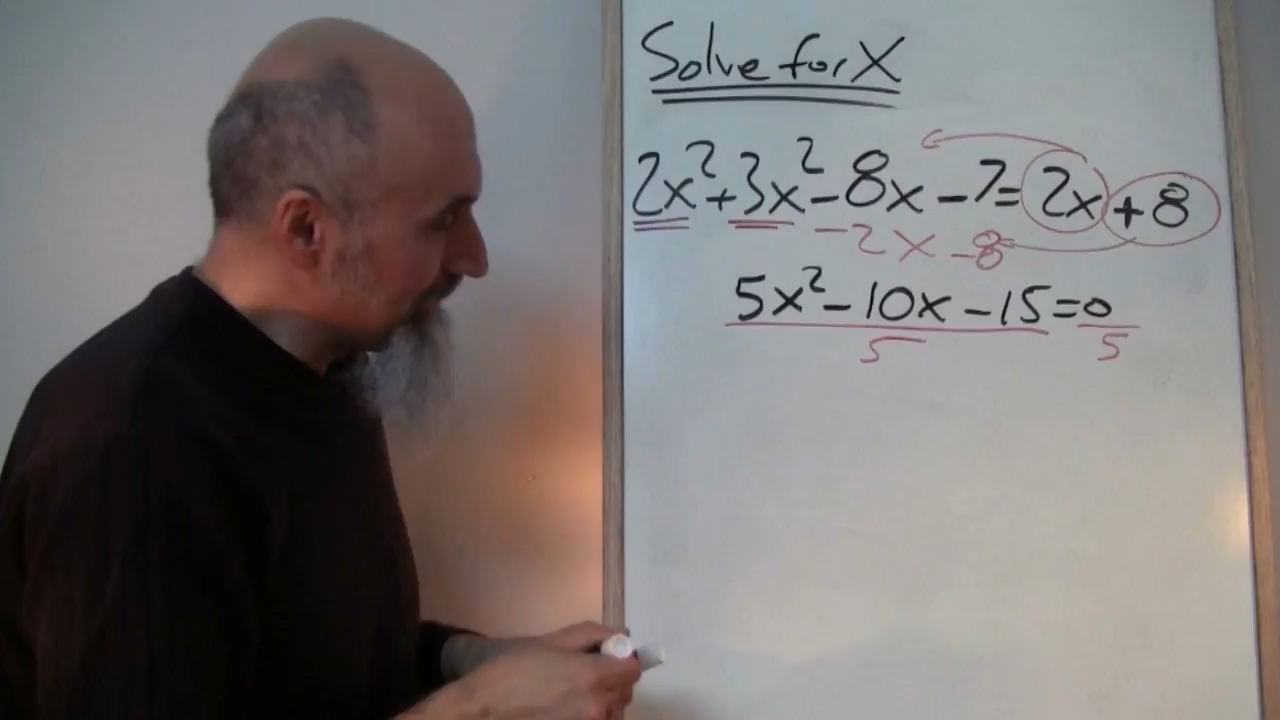 Solve for X
2x²+3x²-8x-7=2x+8
-2x -8
5x²-10x-15=0
5 5